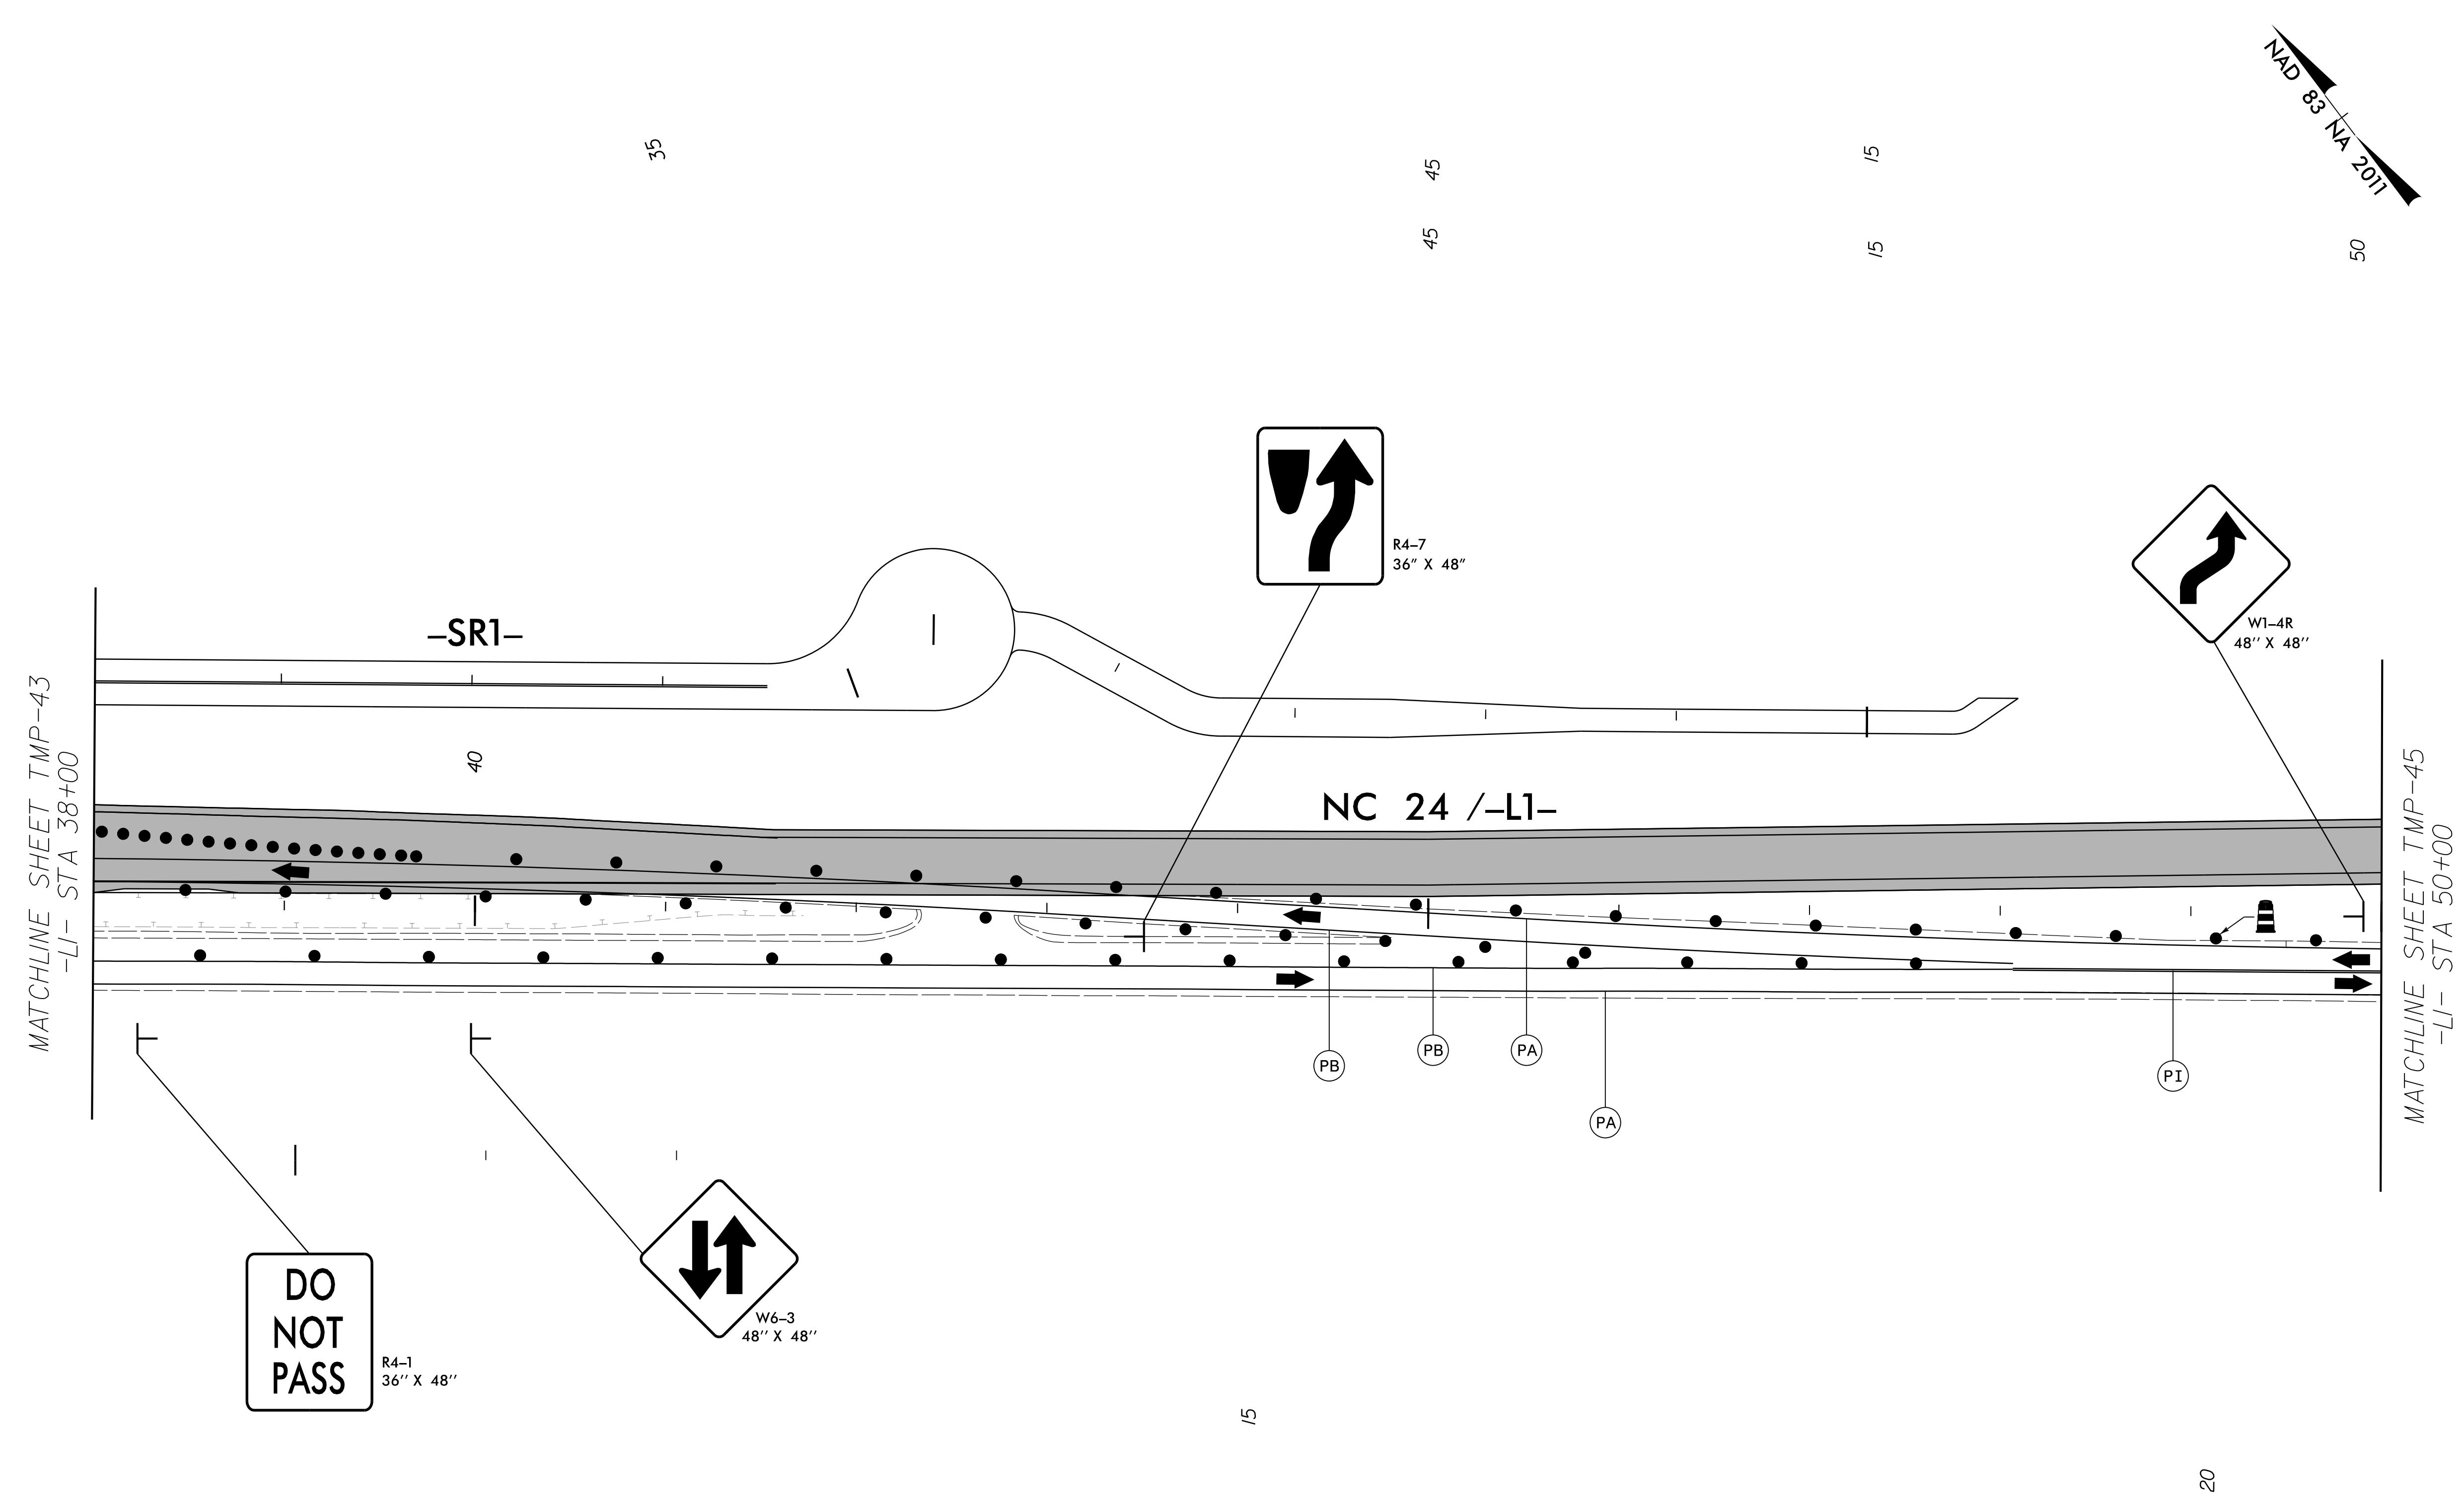 NAD 83 NA 2011
35
45
15
45
15
50
R4-7
36" X 48"
W1-4R
48'' X 48''
-SR1-
MATCHLINE SHEET TMP-43
-L1- STA 38+00
40
NC 24 /-L1-
MATCHLINE SHEET TMP-45
-L1- STA 50+00
PB
PB
PA
PI
PA
DO
NOT
PASS
R4-1
36'' X 48''
W6-3
48'' X 48''
15
20